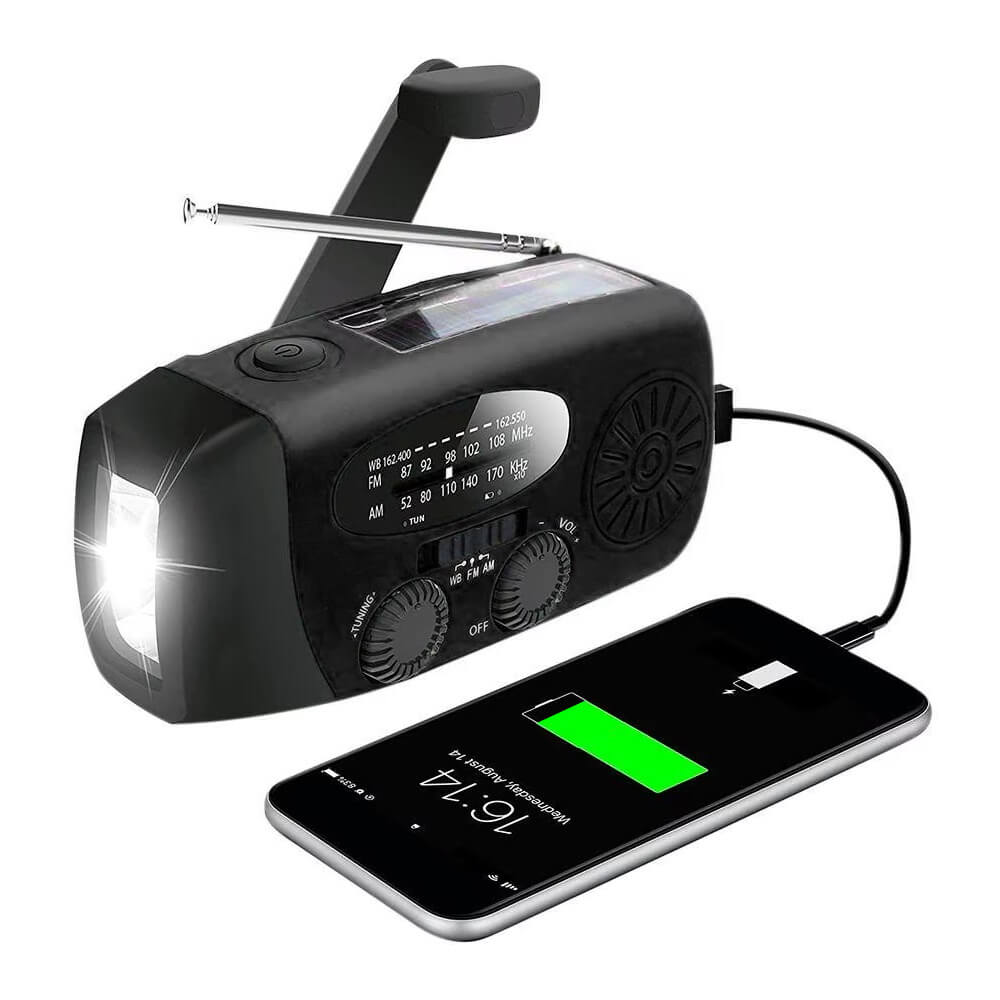 WB 162.400 - - - - - - - 162.550
FM 87 92 98 102 108 MHz
AM 52 80 110 140 170 KHz
x10
TUN
- VOL +
WB FM AM
TUNING
OFF
63%
16:14
Wednesday, August 14